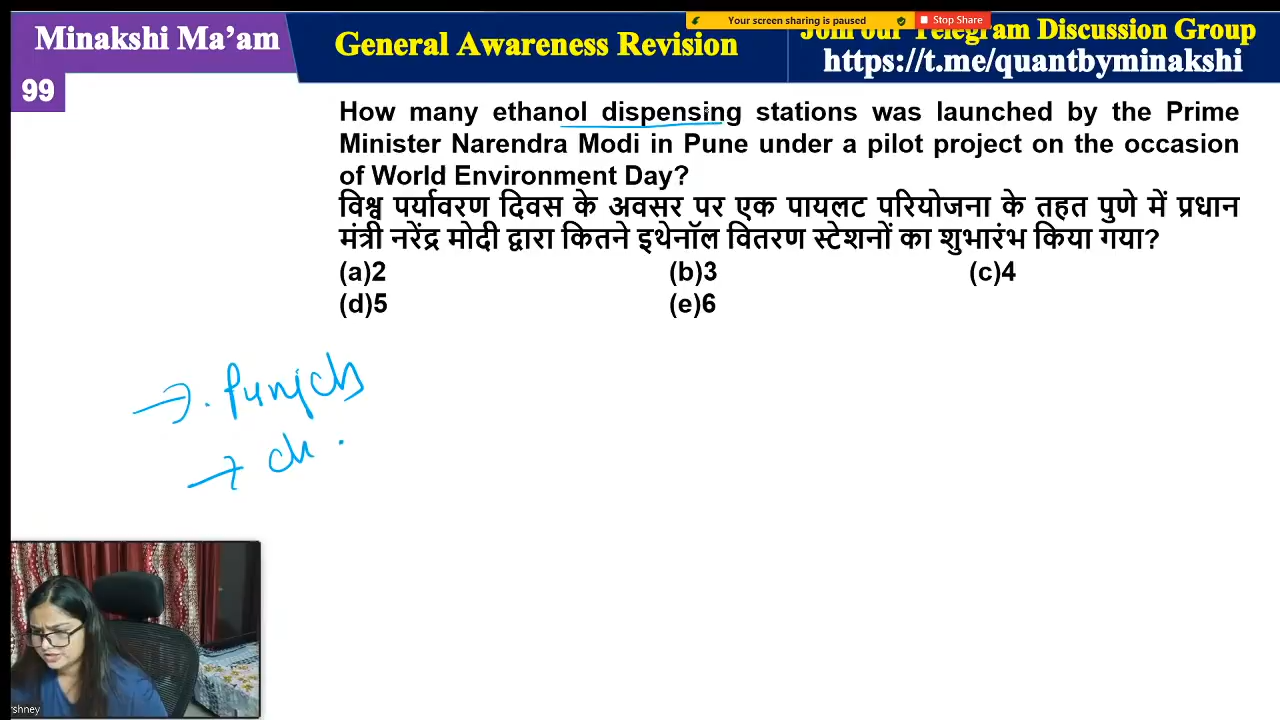 Minakshi Ma'am
General Awareness Revision
Your screen sharing is paused
Stop Share
Join our Telegram Discussion Group
https://t.me/quantbyminakshi
99
How many ethanol dispensing stations was launched by the Prime
Minister Narendra Modi in Pune under a pilot project on the occasion
of World Environment Day?
विश्व पर्यावरण दिवस के अवसर पर एक पायलट परियोजना के तहत पुणे में प्रधान
मंत्री नरेंद्र मोदी द्वारा कितने इथेनॉल वितरण स्टेशनों का शुभारंभ किया गया?
(a)2 (b)3 (c)4
(d)5 (e)6
→. Punjab